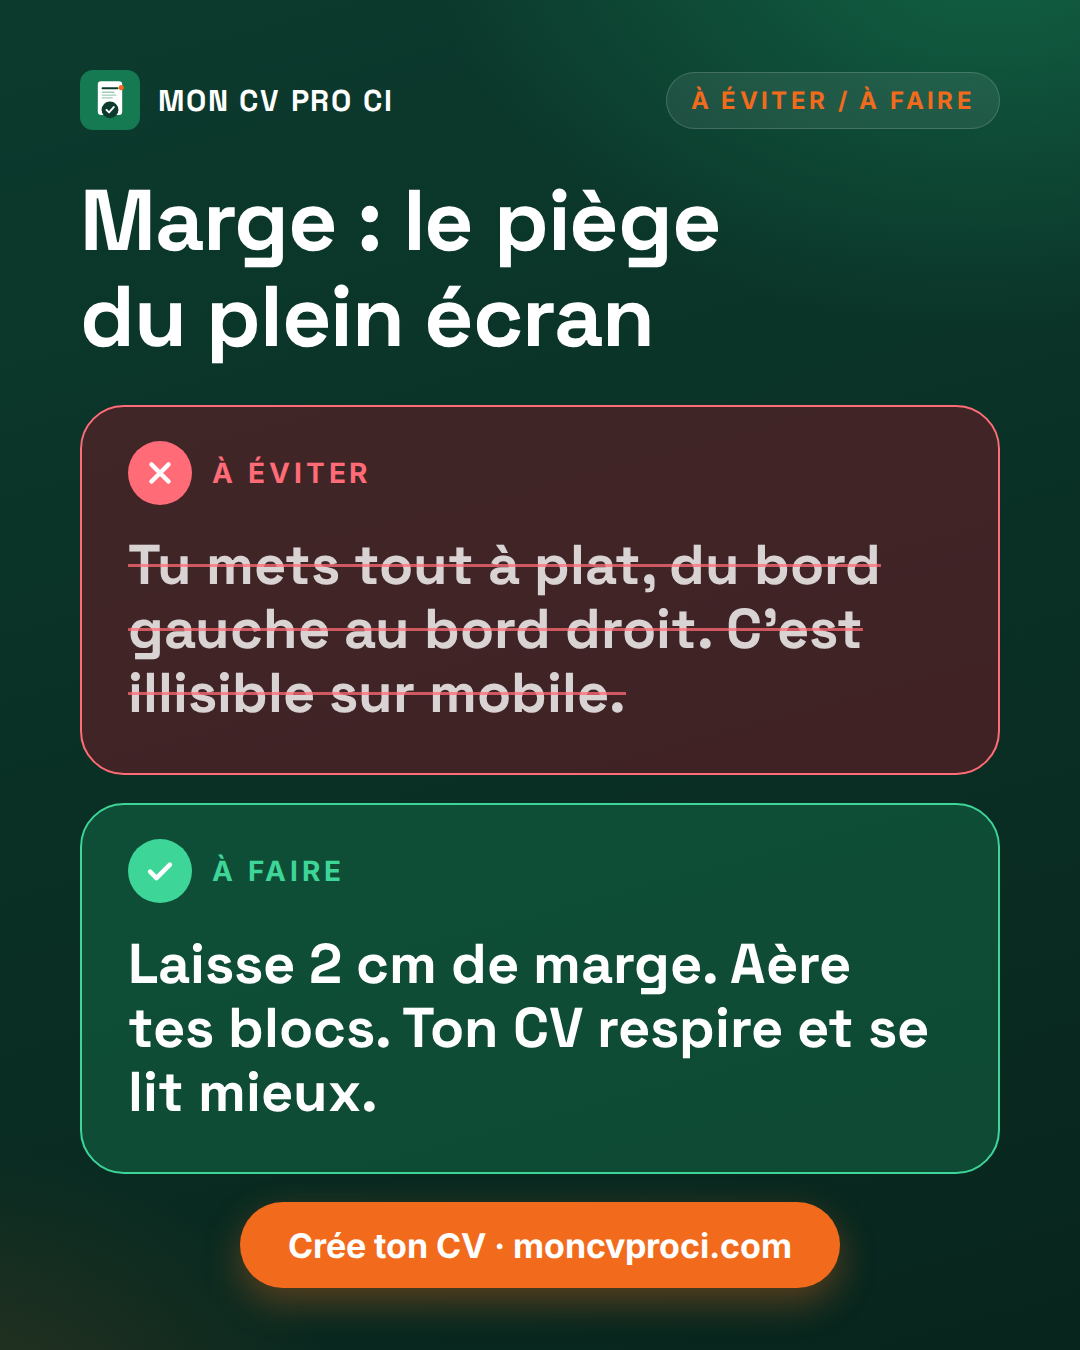 MON CV PRO CI
À ÉVITER / À FAIRE
Marge : le piège
du plein écran
À ÉVITER
Tu mets tout à plat, du bord
gauche au bord droit. C’est
illisible sur mobile.
À FAIRE
Laisse 2 cm de marge. Aère
tes blocs. Ton CV respire et se
lit mieux.
Crée ton CV · moncvproci.com